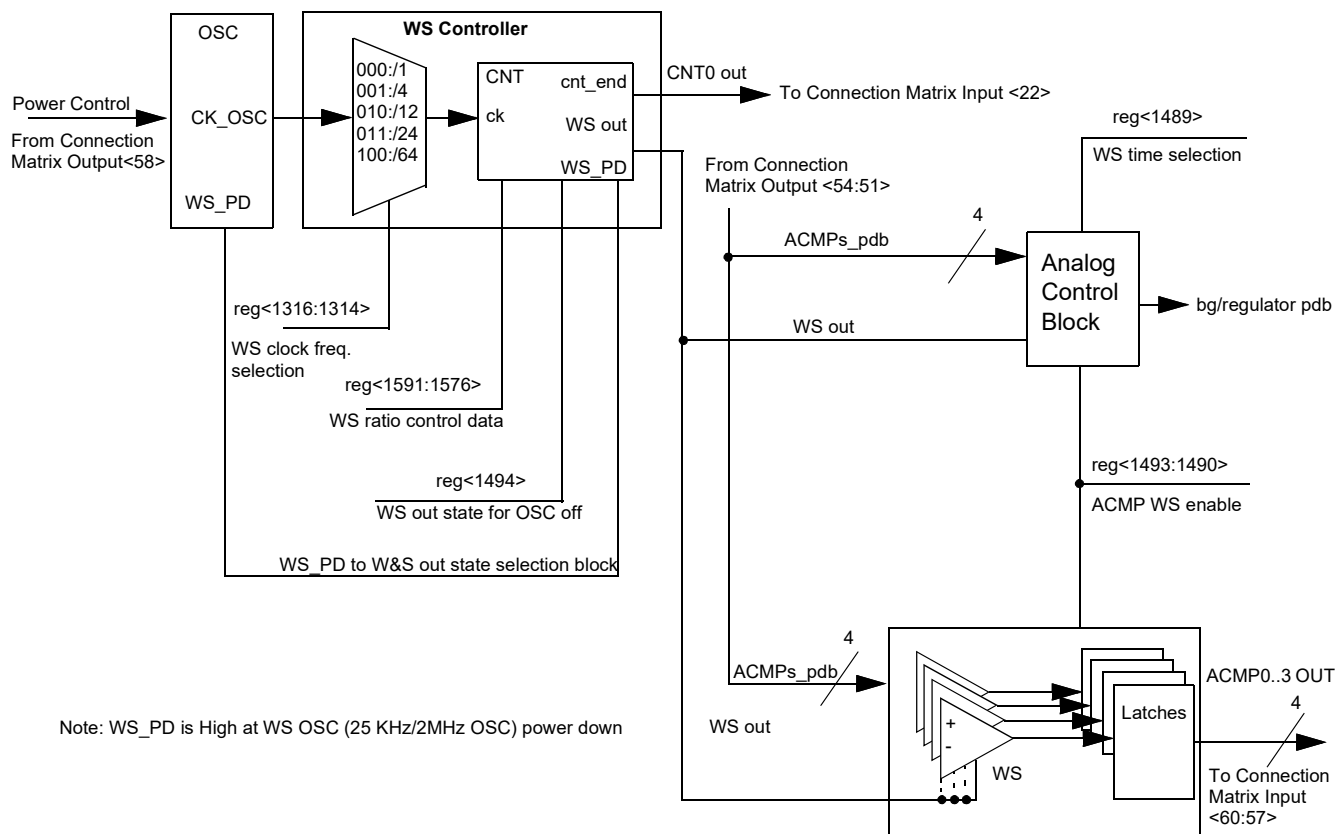 OSC
WS Controller
Power Control
From Connection
Matrix Output<58>
CK_OSC
WS_PD
000:/1
001:/4
010:/12
011:/24
100:/64
CNT
cnt_end
ck
WS out
WS_PD
CNT0 out
To Connection Matrix Input <22>
From Connection
Matrix Output <54:51>
reg<1489>
WS time selection
4
ACMPs_pdb
Analog
Control
Block
bg/regulator pdb
WS out
reg<1316:1314>
WS clock freq.
selection
reg<1591:1576>
WS ratio control data
reg<1494>
WS out state for OSC off
WS_PD to W&S out state selection block
reg<1493:1490>
ACMP WS enable
4
ACMPs_pdb
WS out
+
-
WS
Latches
ACMP0..3 OUT
4
To Connection
Matrix Input
<60:57>
Note: WS_PD is High at WS OSC (25 KHz/2MHz OSC) power down